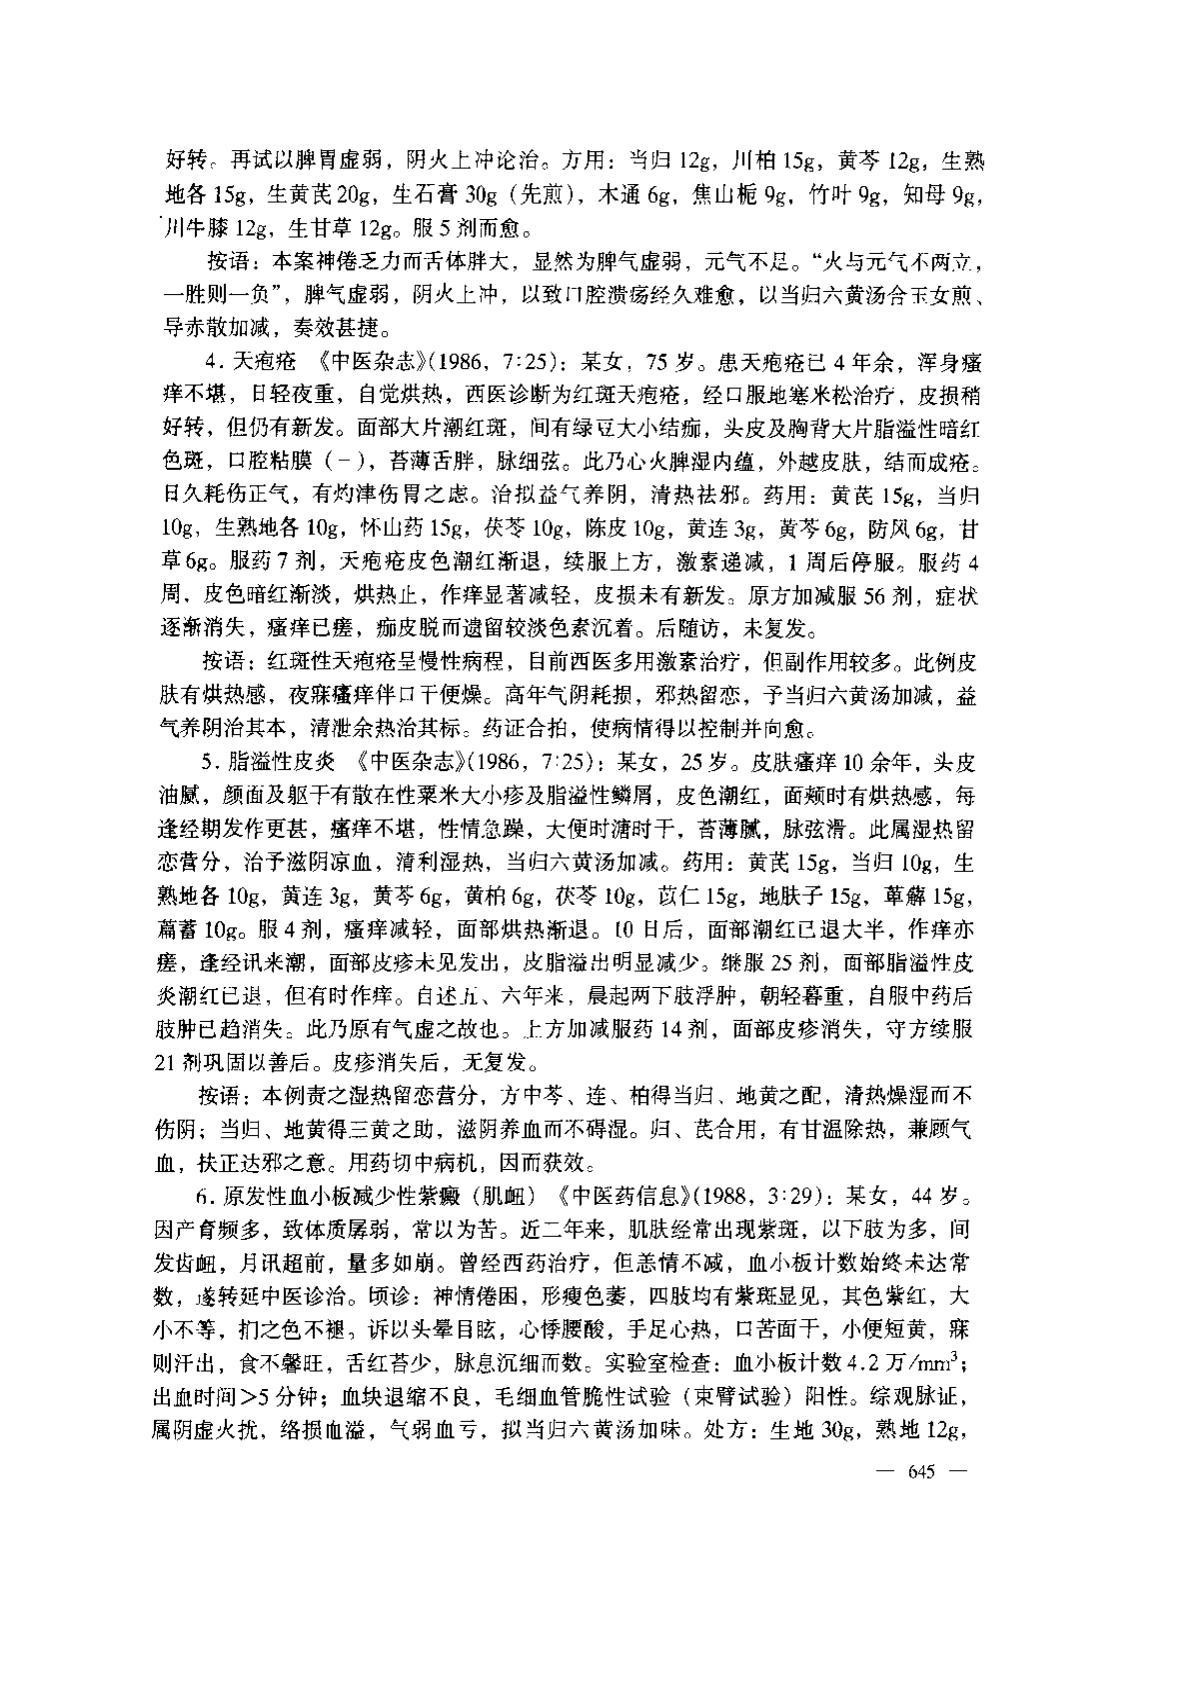 好转。再试以脾胃虚弱，阴火上冲论治。方用：当归 12g，川柏 15g，黄芩 12g，生熟
地各 15g，生黄芪 20g，生石膏 30g（先煎），木通 6g，焦山栀 9g，竹叶 9g，知母 9g，
川牛膝 12g，生甘草 12g。服 5 剂而愈。
按语：本案神倦乏力而舌体胖大，显然为脾气虚弱，元气不足。“火与元气不两立，
一胜则一负”，脾气虚弱，阴火上冲，以致口腔溃疡经久难愈，以当归六黄汤合玉女煎、
导赤散加减，奏效甚捷。
4. 天疱疮 《中医杂志》(1986，7:25)：某女，75 岁。患天疱疮已 4 年余，浑身瘙
痒不堪，日轻夜重，自觉烘热，西医诊断为红斑天疱疮，经口服地塞米松治疗，皮损稍
好转，但仍有新发。面部大片潮红斑，间有绿豆大小结痂，头皮及胸背大片脂溢性暗红
色斑，口腔粘膜（－），苔薄舌胖，脉细弦。此乃心火脾湿内蕴，外越皮肤，结而成疮。
日久耗伤正气，有灼津伤胃之虑。治拟益气养阴，清热祛邪。药用：黄芪 15g，当归
10g，生熟地各 10g，怀山药 15g，茯苓 10g，陈皮 10g，黄连 3g，黄芩 6g，防风 6g，甘
草 6g。服药 7 剂，天疱疮皮色潮红渐退，续服上方，激素递减，1 周后停服。服药 4
周，皮色暗红渐淡，烘热止，作痒显著减轻，皮损未有新发。原方加减服 56 剂，症状
逐渐消失，瘙痒已瘥，痂皮脱而遗留较淡色素沉着。后随访，未复发。
按语：红斑性天疱疮呈慢性病程，目前西医多用激素治疗，但副作用较多。此例皮
肤有烘热感，夜寐瘙痒伴口干便燥。高年气阴耗损，邪热留恋，予当归六黄汤加减，益
气养阴治其本，清泄余热治其标。药证合拍，使病情得以控制并向愈。
5. 脂溢性皮炎 《中医杂志》(1986，7:25)：某女，25 岁。皮肤瘙痒 10 余年，头皮
油腻，颜面及躯干有散在性粟米大小疹及脂溢性鳞屑，皮色潮红，面颊时有烘热感，每
逢经期发作更甚，瘙痒不堪，性情急躁，大便时溏时干，苔薄腻，脉弦滑。此属湿热留
恋营分，治予滋阴凉血，清利湿热，当归六黄汤加减。药用：黄芪 15g，当归 10g，生
熟地各 10g，黄连 3g，黄芩 6g，黄柏 6g，茯苓 10g，苡仁 15g，地肤子 15g，萆薢 15g，
萹蓄 10g。服 4 剂，瘙痒减轻，面部烘热渐退。10 日后，面部潮红已退大半，作痒亦
瘥，逢经讯来潮，面部皮疹未见发出，皮脂溢出明显减少。继服 25 剂，面部脂溢性皮
炎潮红已退，但有时作痒。自述五、六年来，晨起两下肢浮肿，朝轻暮重，自服中药后
肢肿已趋消失。此乃原有气虚之故也。上方加减服药 14 剂，面部皮疹消失，守方续服
21 剂巩固以善后。皮疹消失后，无复发。
按语：本例责之湿热留恋营分，方中芩、连、柏得当归、地黄之配，清热燥湿而不
伤阴；当归、地黄得三黄之助，滋阴养血而不碍湿。归、芪合用，有甘温除热，兼顾气
血，扶正达邪之意。用药切中病机，因而获效。
6. 原发性血小板减少性紫癜（肌衄） 《中医药信息》(1988，3:29)：某女，44 岁。
因产育频多，致体质孱弱，常以为苦。近二年来，肌肤经常出现紫斑，以下肢为多，间
发齿衄，月讯超前，量多如崩。曾经西药治疗，但恙情不减，血小板计数始终未达常
数，遂转延中医诊治。顷诊：神情倦困，形瘦色萎，四肢均有紫斑显见，其色紫红，大
小不等，扪之色不褪。诉以头晕目眩，心悸腰酸，手足心热，口苦面干，小便短黄，寐
则汗出，食不馨旺，舌红苔少，脉息沉细而数。实验室检查：血小板计数 4.2 万/mm³；
出血时间＞5 分钟；血块退缩不良，毛细血管脆性试验（束臂试验）阳性。综观脉证，
属阴虚火扰，络损血溢，气弱血亏，拟当归六黄汤加味。处方：生地 30g，熟地 12g，
— 645 —